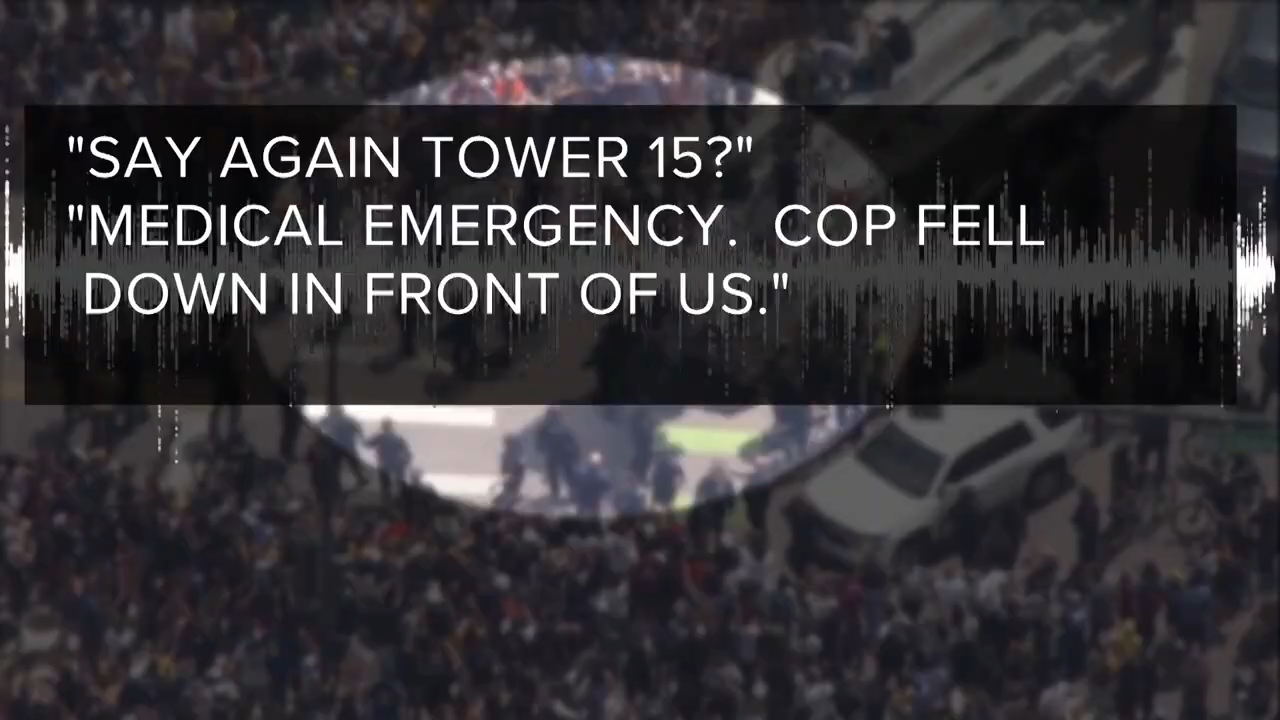 "SAY AGAIN TOWER 15?"
"MEDICAL EMERGENCY. COP FELL
DOWN IN FRONT OF US."